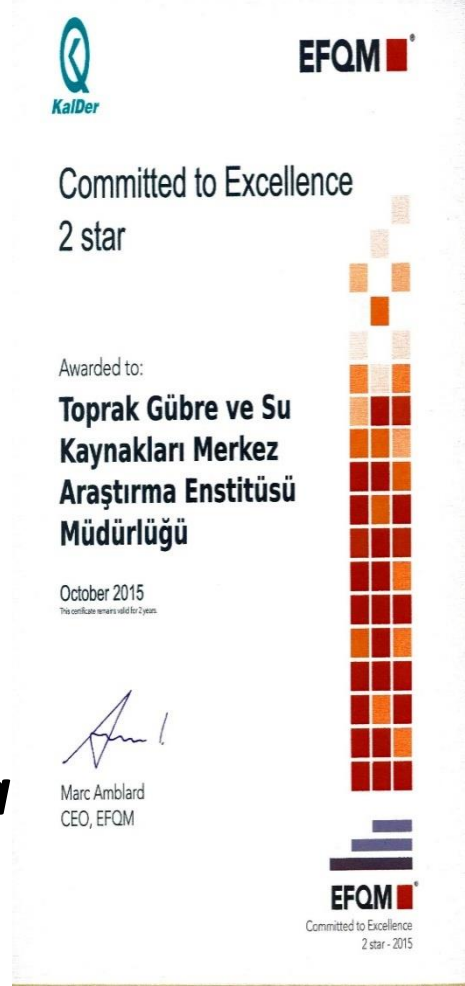 KalDer
EFQM
Committed to Excellence
2 star
Awarded to:
Toprak Gübre ve Su
Kaynakları Merkez
Araştırma Enstitüsü
Müdürlüğü
October 2015
This certificate remains valid for 2 years.
Marc Amblard
CEO, EFQM
EFQM
Committed to Excellence
2 star - 2015